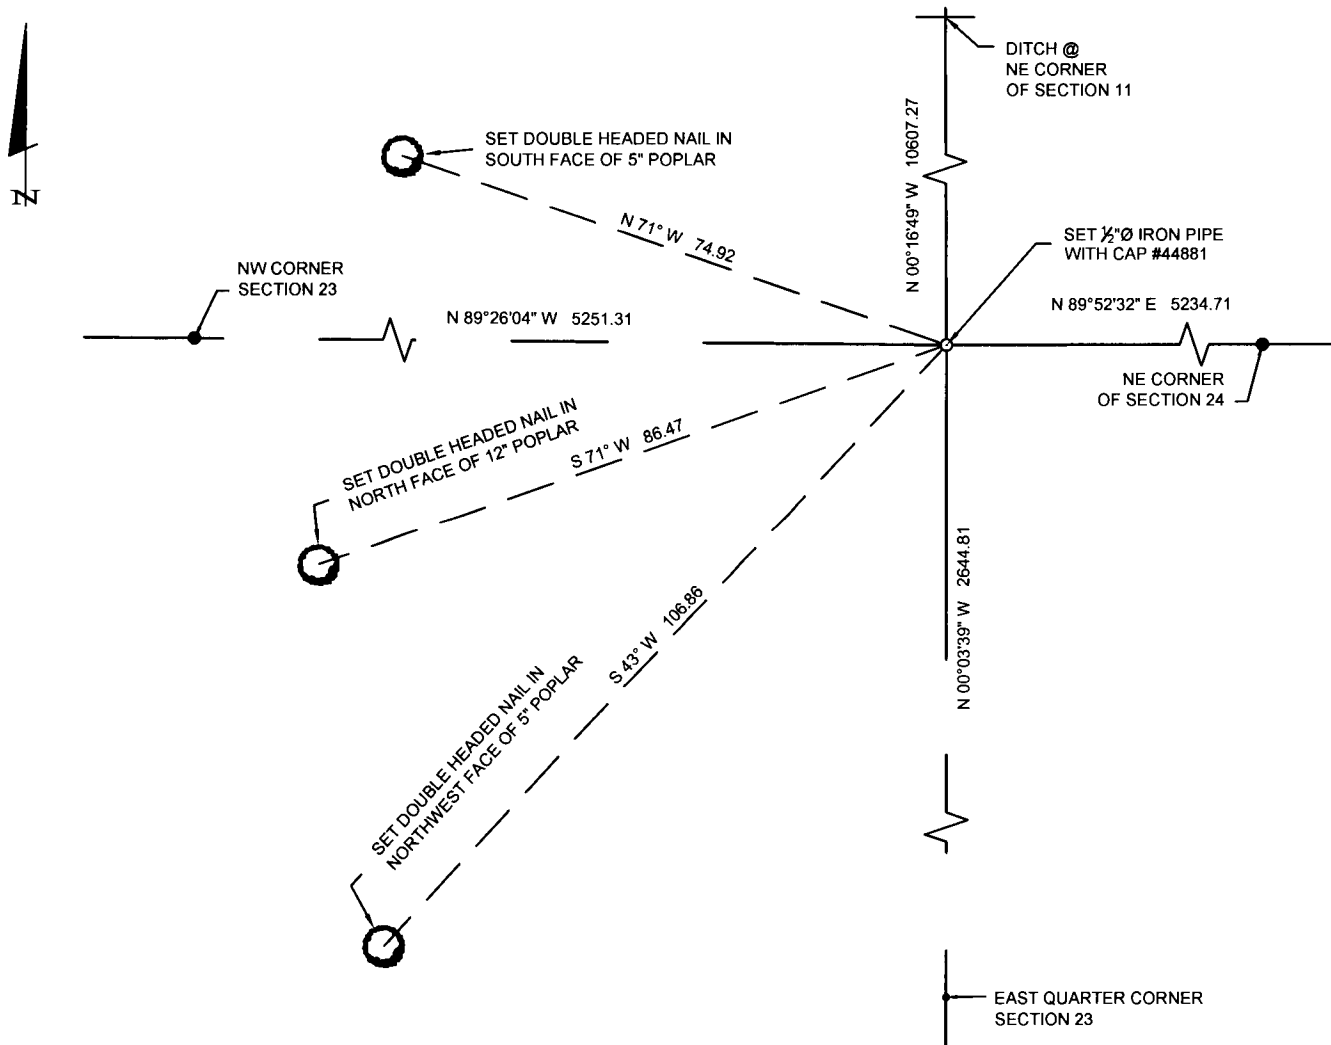 DITCH @
NE CORNER
OF SECTION 11
N 00°16'49" W 10607.27
SET DOUBLE HEADED NAIL IN
SOUTH FACE OF 5" POPLAR
N
N 71° W 74.92
SET ½"Ø IRON PIPE
WITH CAP #44881
NW CORNER
SECTION 23
N 89°26'04" W 5251.31
N 89°52'32" E 5234.71
NE CORNER
OF SECTION 24
SET DOUBLE HEADED NAIL IN
NORTH FACE OF 12" POPLAR
S 71° W 86.47
S 43° W 106.86
N 00°03'39" W 2644.81
SET DOUBLE HEADED NAIL IN
NORTHWEST FACE OF 5" POPLAR
EAST QUARTER CORNER
SECTION 23